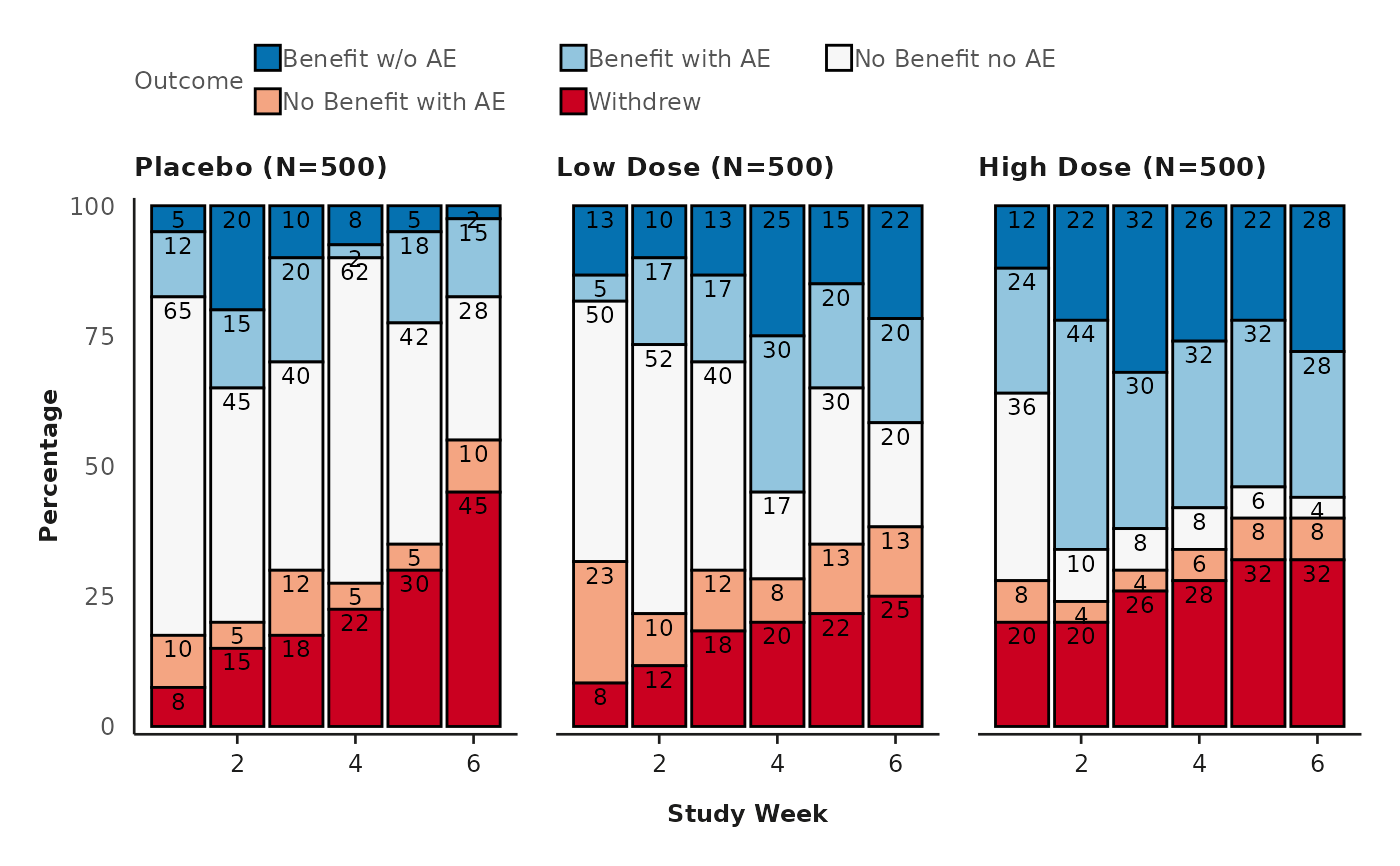 Outcome
Benefit w/o AE Benefit with AE No Benefit no AE
No Benefit with AE Withdrew
Placebo (N=500) Low Dose (N=500) High Dose (N=500)
Percentage
100
75
50
25
0
5 12 65 10 8
20 15 45 5 15
10 20 40 12 18
8 2 62 5 22
5 18 42 5 30
2 15 28 10 45
2 4 6
13 5 50 23 8
10 17 52 10 12
13 17 40 12 18
25 30 17 8 20
15 20 30 13 22
22 20 20 13 25
2 4 6
12 24 36 8 20
22 44 10 4 20
32 30 8 4 26
26 32 8 6 28
22 32 6 8 32
28 28 4 8 32
2 4 6
Study Week